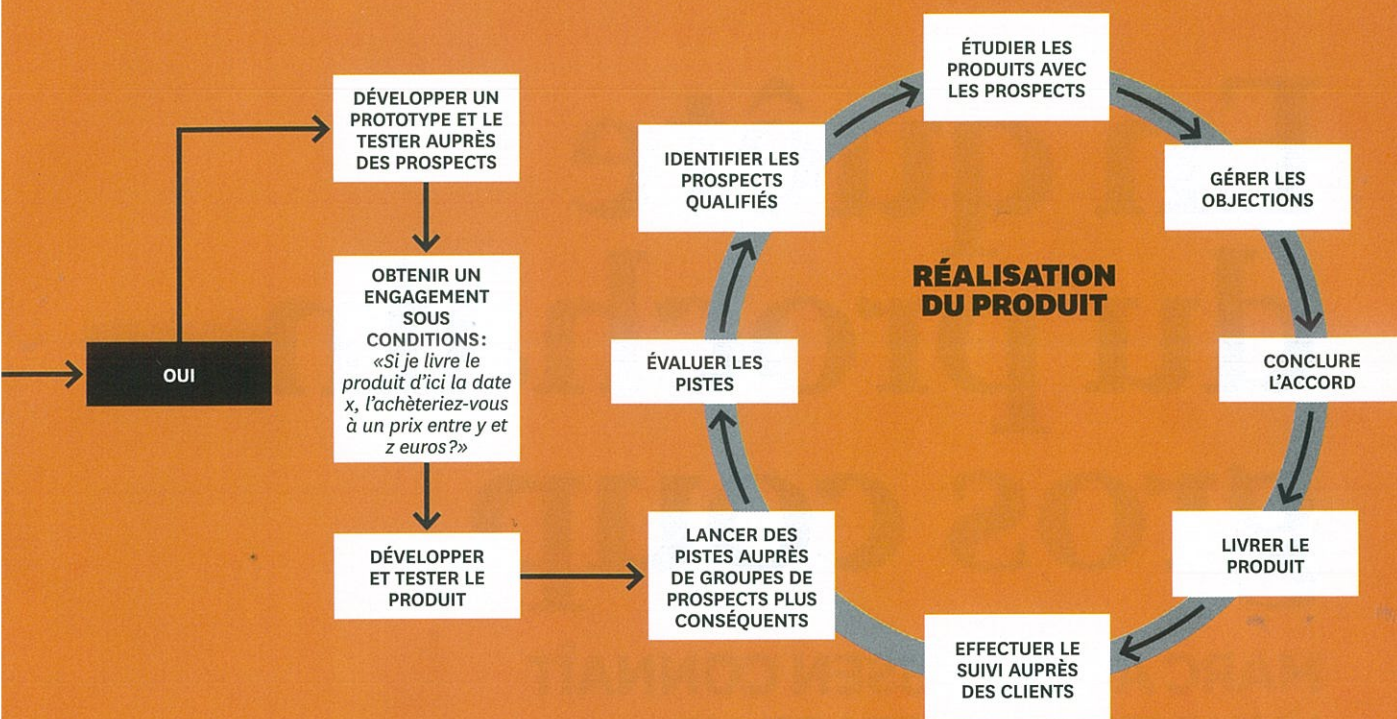 OUI
DÉVELOPPER UN
PROTOTYPE ET LE
TESTER AUPRÈS
DES PROSPECTS
OBTENIR UN
ENGAGEMENT
SOUS
CONDITIONS:
«Si je livre le
produit d'ici la date
x, l'achèteriez-vous
à un prix entre y et
z euros?»
DÉVELOPPER
ET TESTER LE
PRODUIT
LANCER DES
PISTES AUPRÈS
DE GROUPES DE
PROSPECTS PLUS
CONSÉQUENTS
ÉVALUER LES
PISTES
IDENTIFIER LES
PROSPECTS
QUALIFIÉS
ÉTUDIER LES
PRODUITS AVEC
LES PROSPECTS
GÉRER LES
OBJECTIONS
CONCLURE
L'ACCORD
LIVRER LE
PRODUIT
EFFECTUER LE
SUIVI AUPRÈS
DES CLIENTS
RÉALISATION
DU PRODUIT